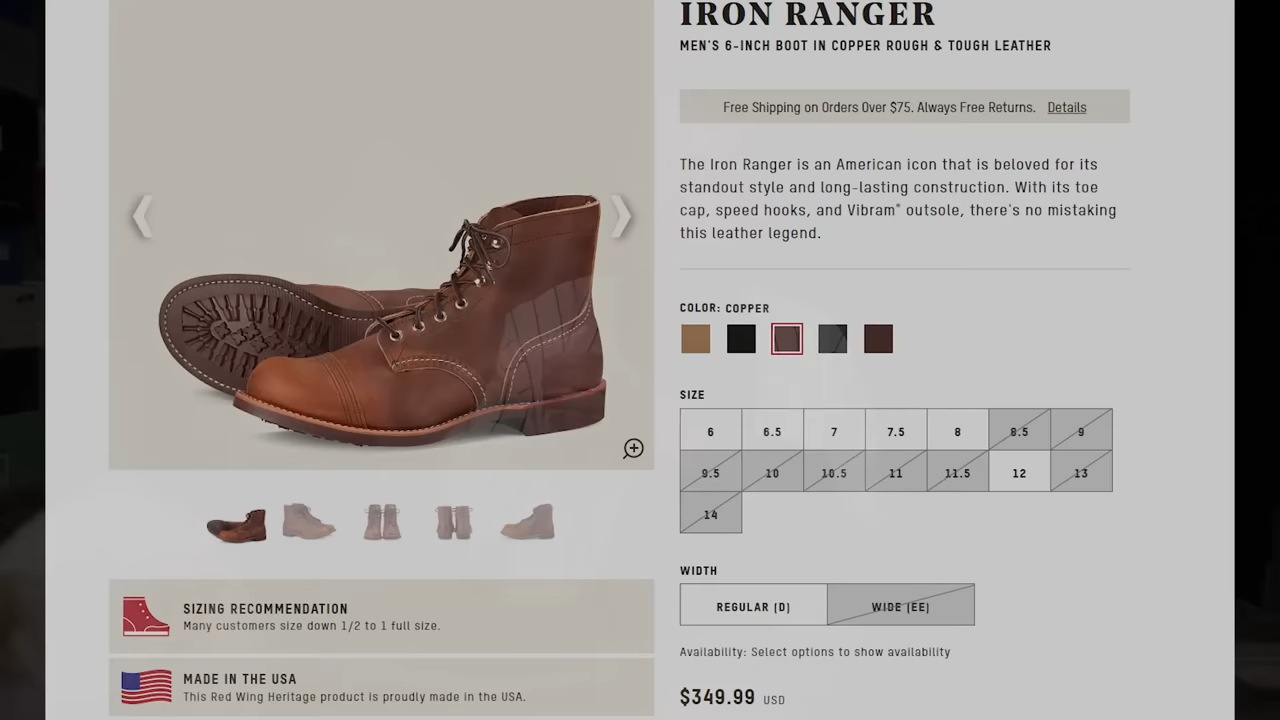 IRON RANGER
MEN'S 6-INCH BOOT IN COPPER ROUGH & TOUGH LEATHER
Free Shipping on Orders Over $75. Always Free Returns. Details
The Iron Ranger is an American icon that is beloved for its
standout style and long-lasting construction. With its toe
cap, speed hooks, and Vibram® outsole, there's no mistaking
this leather legend.
COLOR: COPPER
SIZE
6 6.5 7 7.5 8 8.5 9
9.5 10 10.5 11 11.5 12 13
14
WIDTH
REGULAR (D) WIDE (EE)
Availability: Select options to show availability
$349.99 USD
SIZING RECOMMENDATION
Many customers size down 1/2 to 1 full size.
MADE IN THE USA
This Red Wing Heritage product is proudly made in the USA.